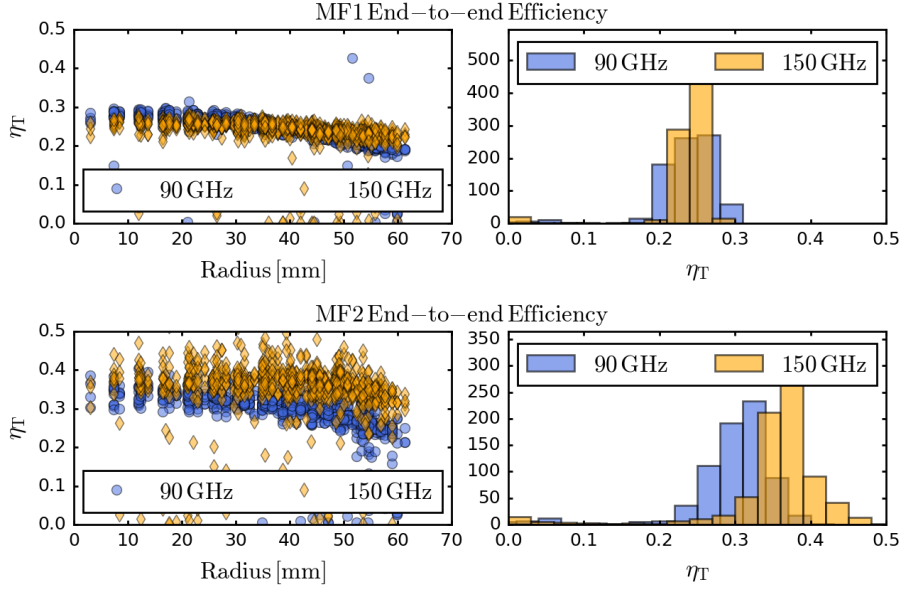 MF1 End−to−end Efficiency
0.5
0.4
0.3
0.2
0.1
0.0
ηT
90 GHz 150 GHz
0 10 20 30 40 50 60 70
Radius [mm]
500
400
300
200
100
0
90 GHz 150 GHz
0.0 0.1 0.2 0.3 0.4 0.5
ηT
MF2 End−to−end Efficiency
0.5
0.4
0.3
0.2
0.1
0.0
ηT
90 GHz 150 GHz
0 10 20 30 40 50 60 70
Radius [mm]
350
300
250
200
150
100
50
0
90 GHz 150 GHz
0.0 0.1 0.2 0.3 0.4 0.5
ηT